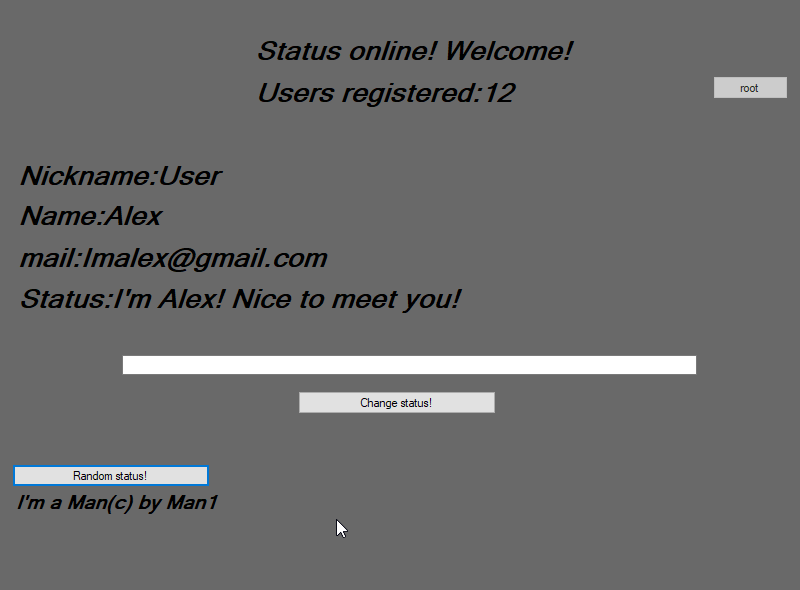 Status online! Welcome!
Users registered:12
root
Nickname:User
Name:Alex
mail:Imalex@gmail.com
Status:I'm Alex! Nice to meet you!
Change status!
Random status!
I'm a Man(c) by Man1